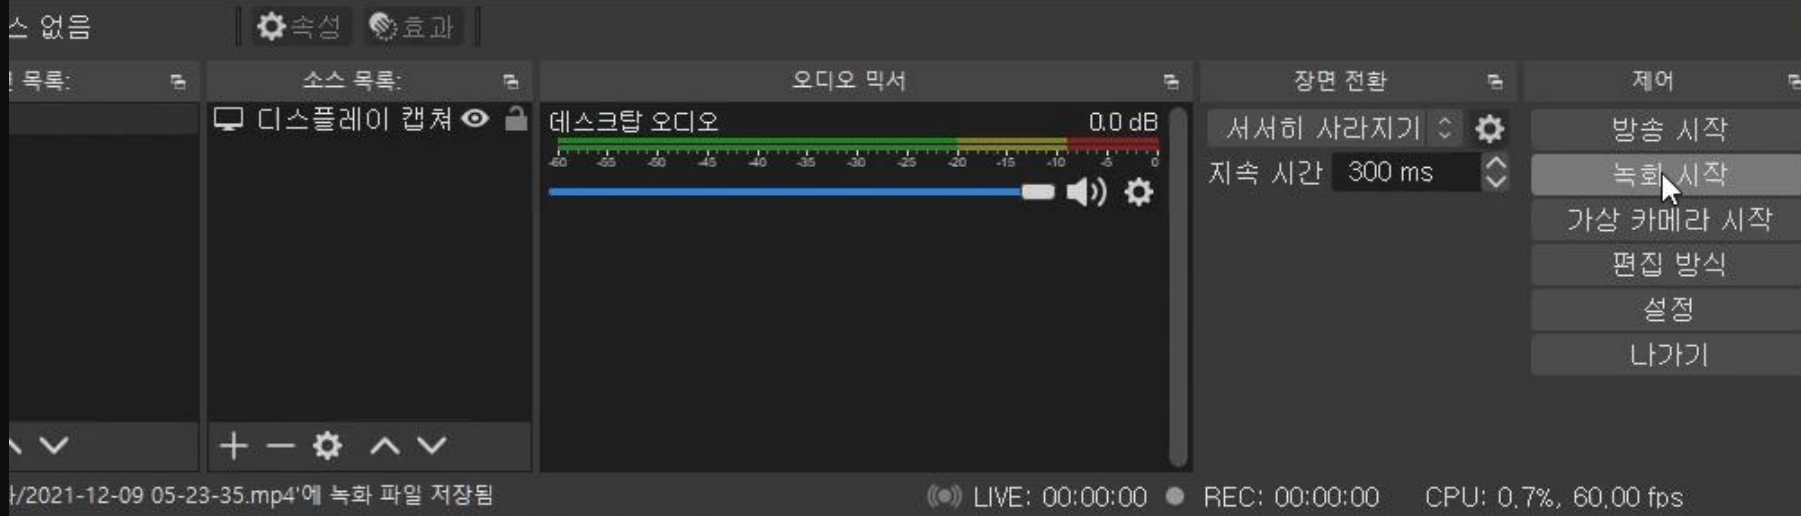 없음
속성
효과
목록:
소스 목록:
오디오 믹서
장면 전환
제어
디스플레이 캡쳐
데스크탑 오디오
0.0 dB
-60 -55 -50 -45 -40 -35 -30 -25 -20 -15 -10 -5 0
서서히 사라지기
지속 시간 300 ms
방송 시작
녹화 시작
가상 카메라 시작
편집 방식
설정
나가기
/2021-12-09 05-23-35.mp4'에 녹화 파일 저장됨
LIVE: 00:00:00
REC: 00:00:00
CPU: 0.7%, 60.00 fps